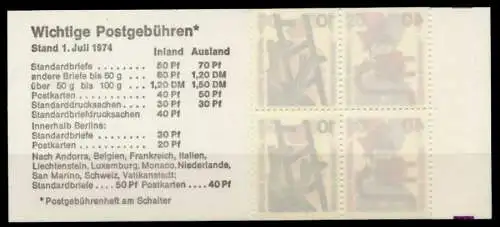 Wichtige Postgebühren*
Stand 1. Juli 1974 Inland Ausland
Standardbriefe . . . . . . . . 50 Pf 70 Pf
andere Briefe bis 50 g . . . 80 Pf 1,20 DM
über 50 g bis 100 g . . . 1,20 DM 1,50 DM
Postkarten . . . . . . . . . . 40 Pf 50 Pf
Standarddrucksachen . . . . 30 Pf 30 Pf
Standardbriefdrucksachen 40 Pf
Innerhalb Berlins:
Standardbriefe . . . . . . . . 30 Pf
Postkarten . . . . . . . . . . 20 Pf
Nach Andorra, Belgien, Frankreich, Italien,
Liechtenstein, Luxemburg, Monaco, Niederlande,
San Marino, Schweiz, Vatikanstadt:
Standardbriefe . . . . 50 Pf Postkarten . . . . 40 Pf
*Postgebührenheft am Schalter